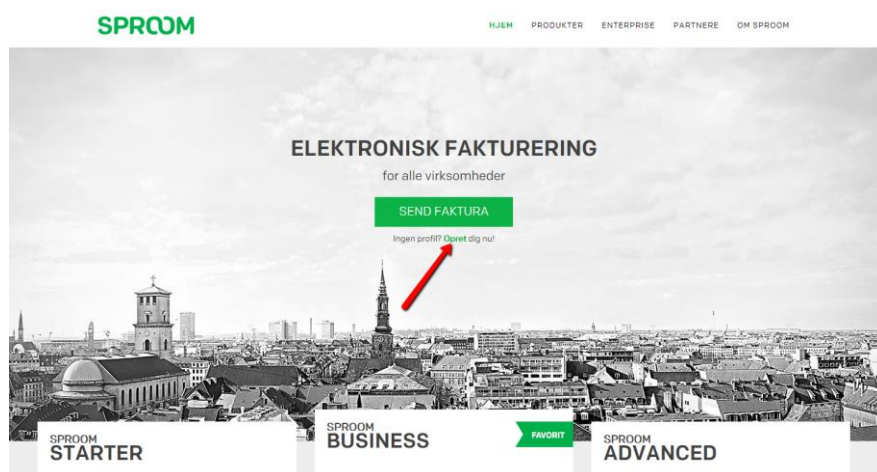 SPROOM
HJEM PRODUKTER ENTERPRISE PARTNERE OM SPROOM
ELEKTRONISK FAKTURERING
for alle virksomheder
SEND FAKTURA
Ingen profil? Opret dig nu!
SPROOM
STARTER
SPROOM
BUSINESS
FAVORIT
SPROOM
ADVANCED